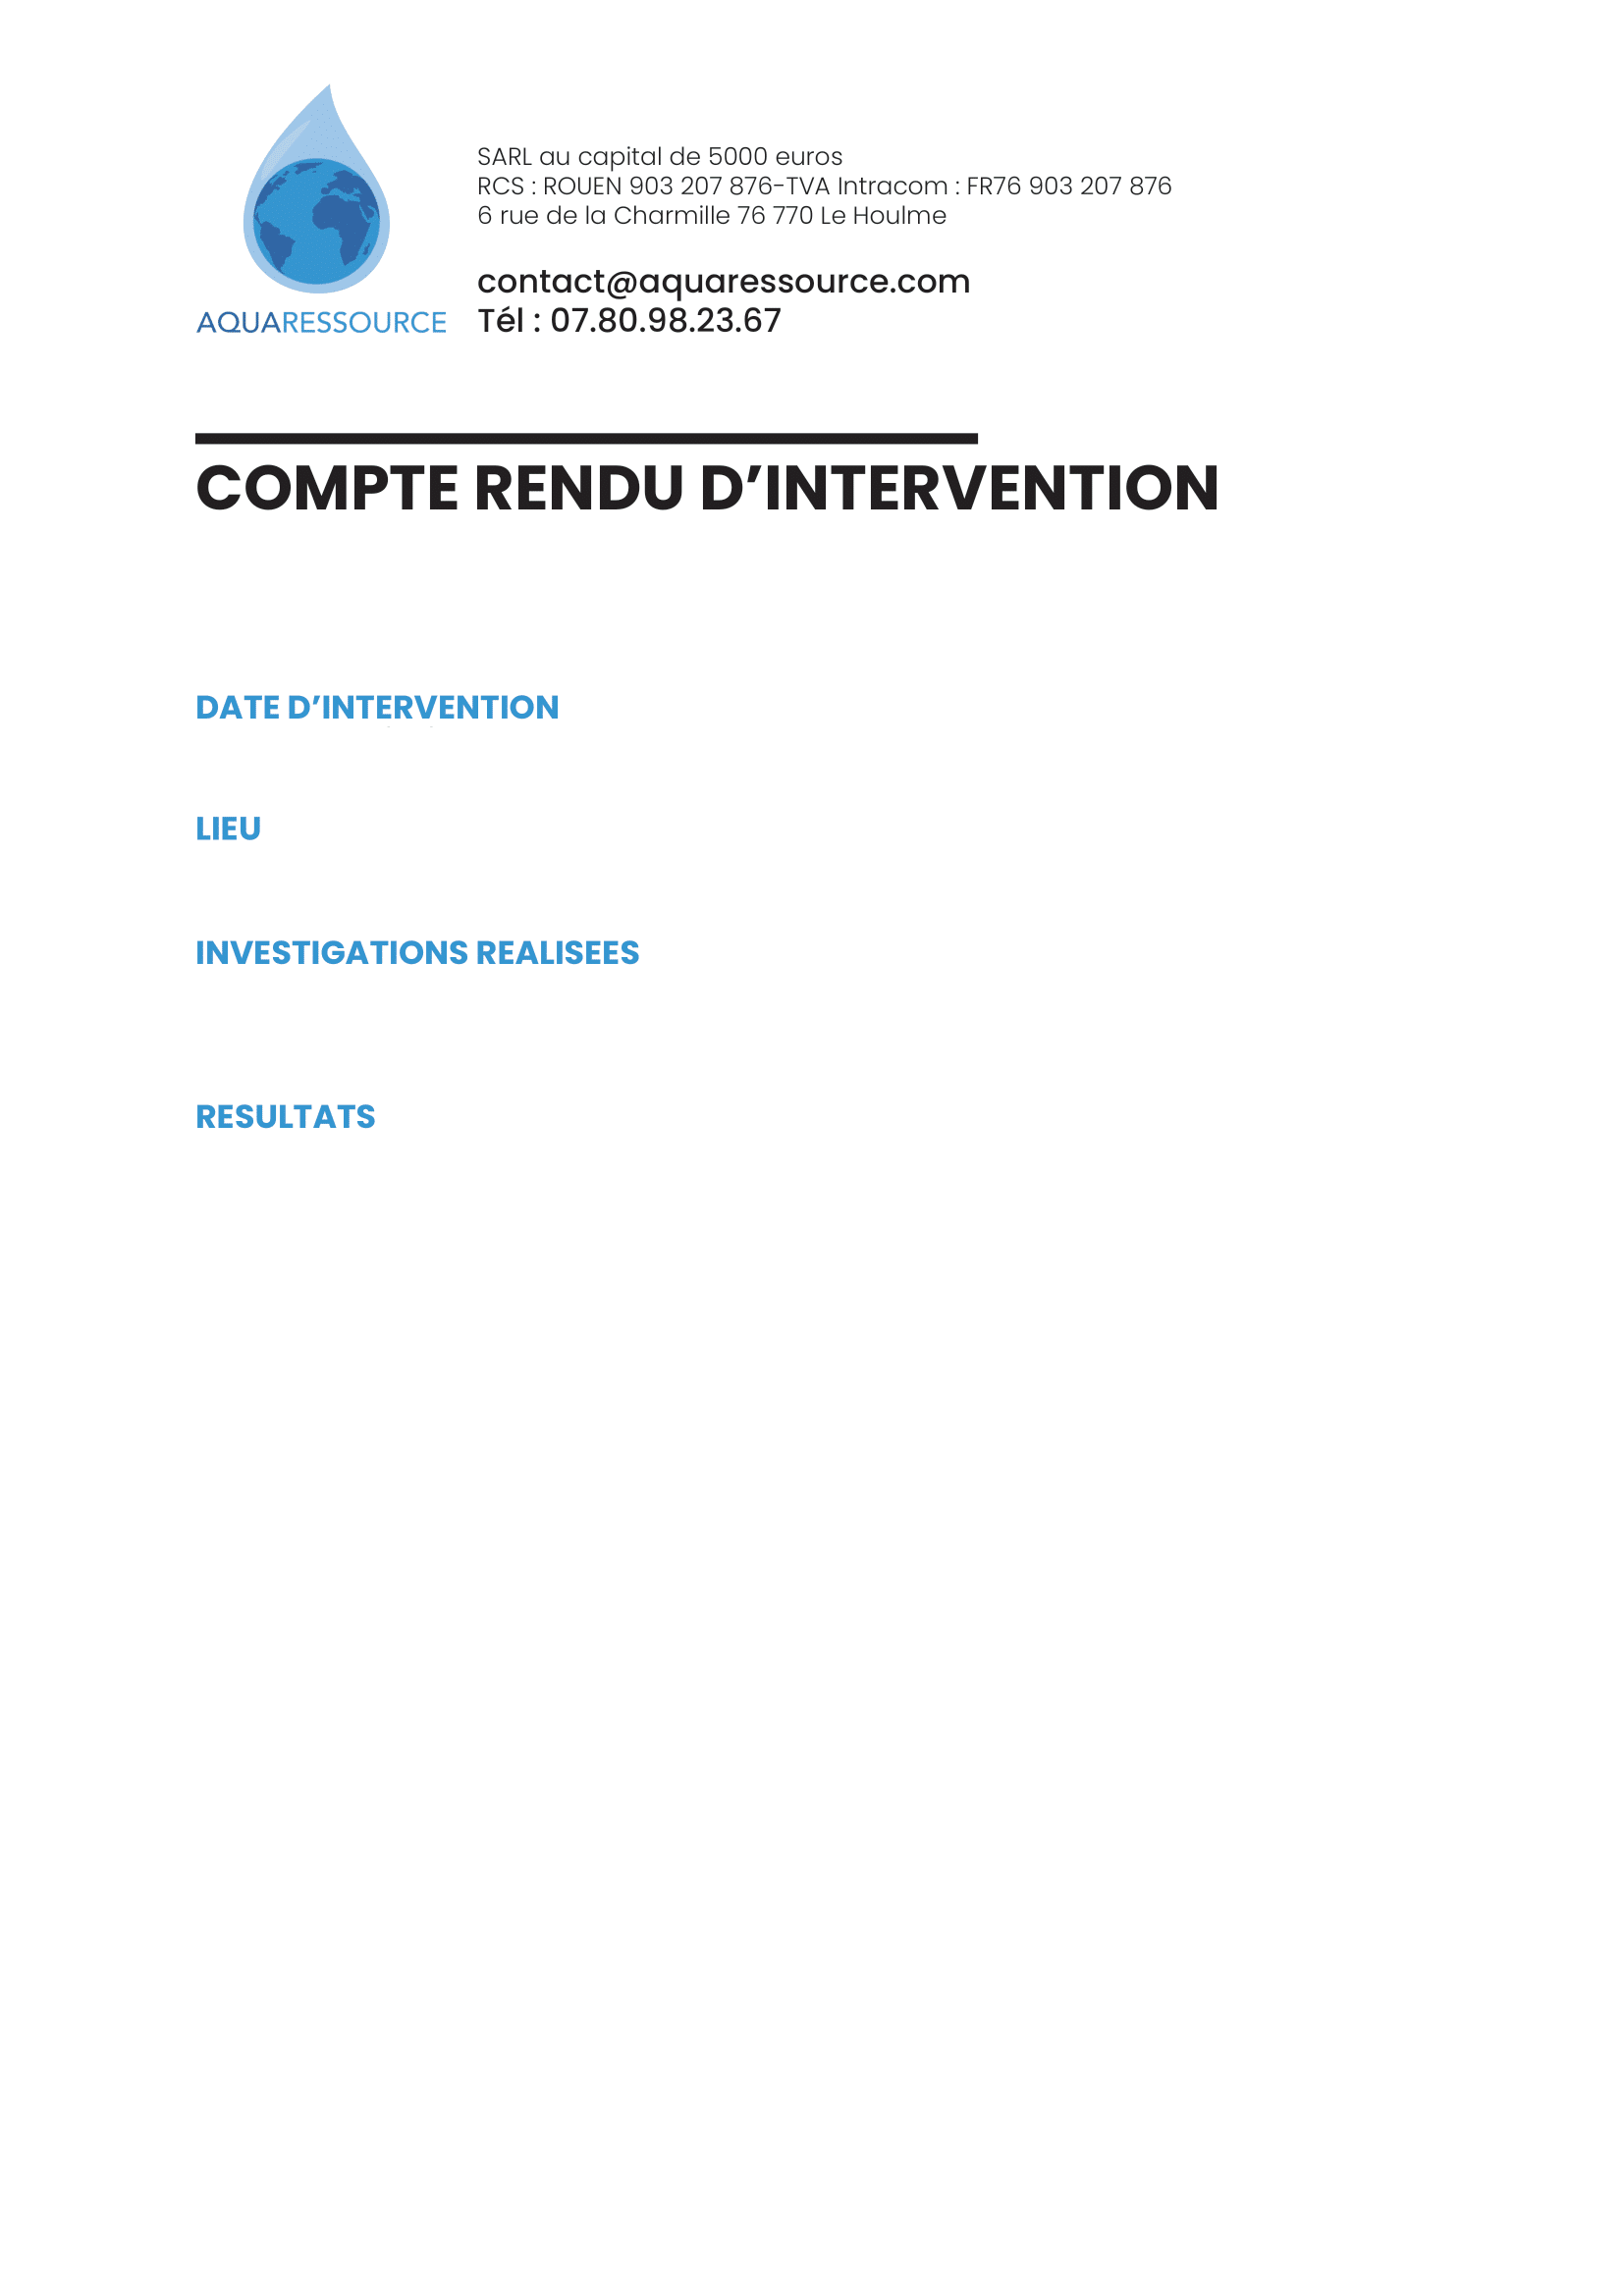 SARL au capital de 5000 euros
RCS : ROUEN 903 207 876-TVA Intracom : FR76 903 207 876
6 rue de la Charmille 76 770 Le Houlme
contact@aquaressource.com
AQUARESSOURCE Tél : 07.80.98.23.67
COMPTE RENDU D’INTERVENTION
DATE D’INTERVENTION
LIEU
INVESTIGATIONS REALISEES
RESULTATS